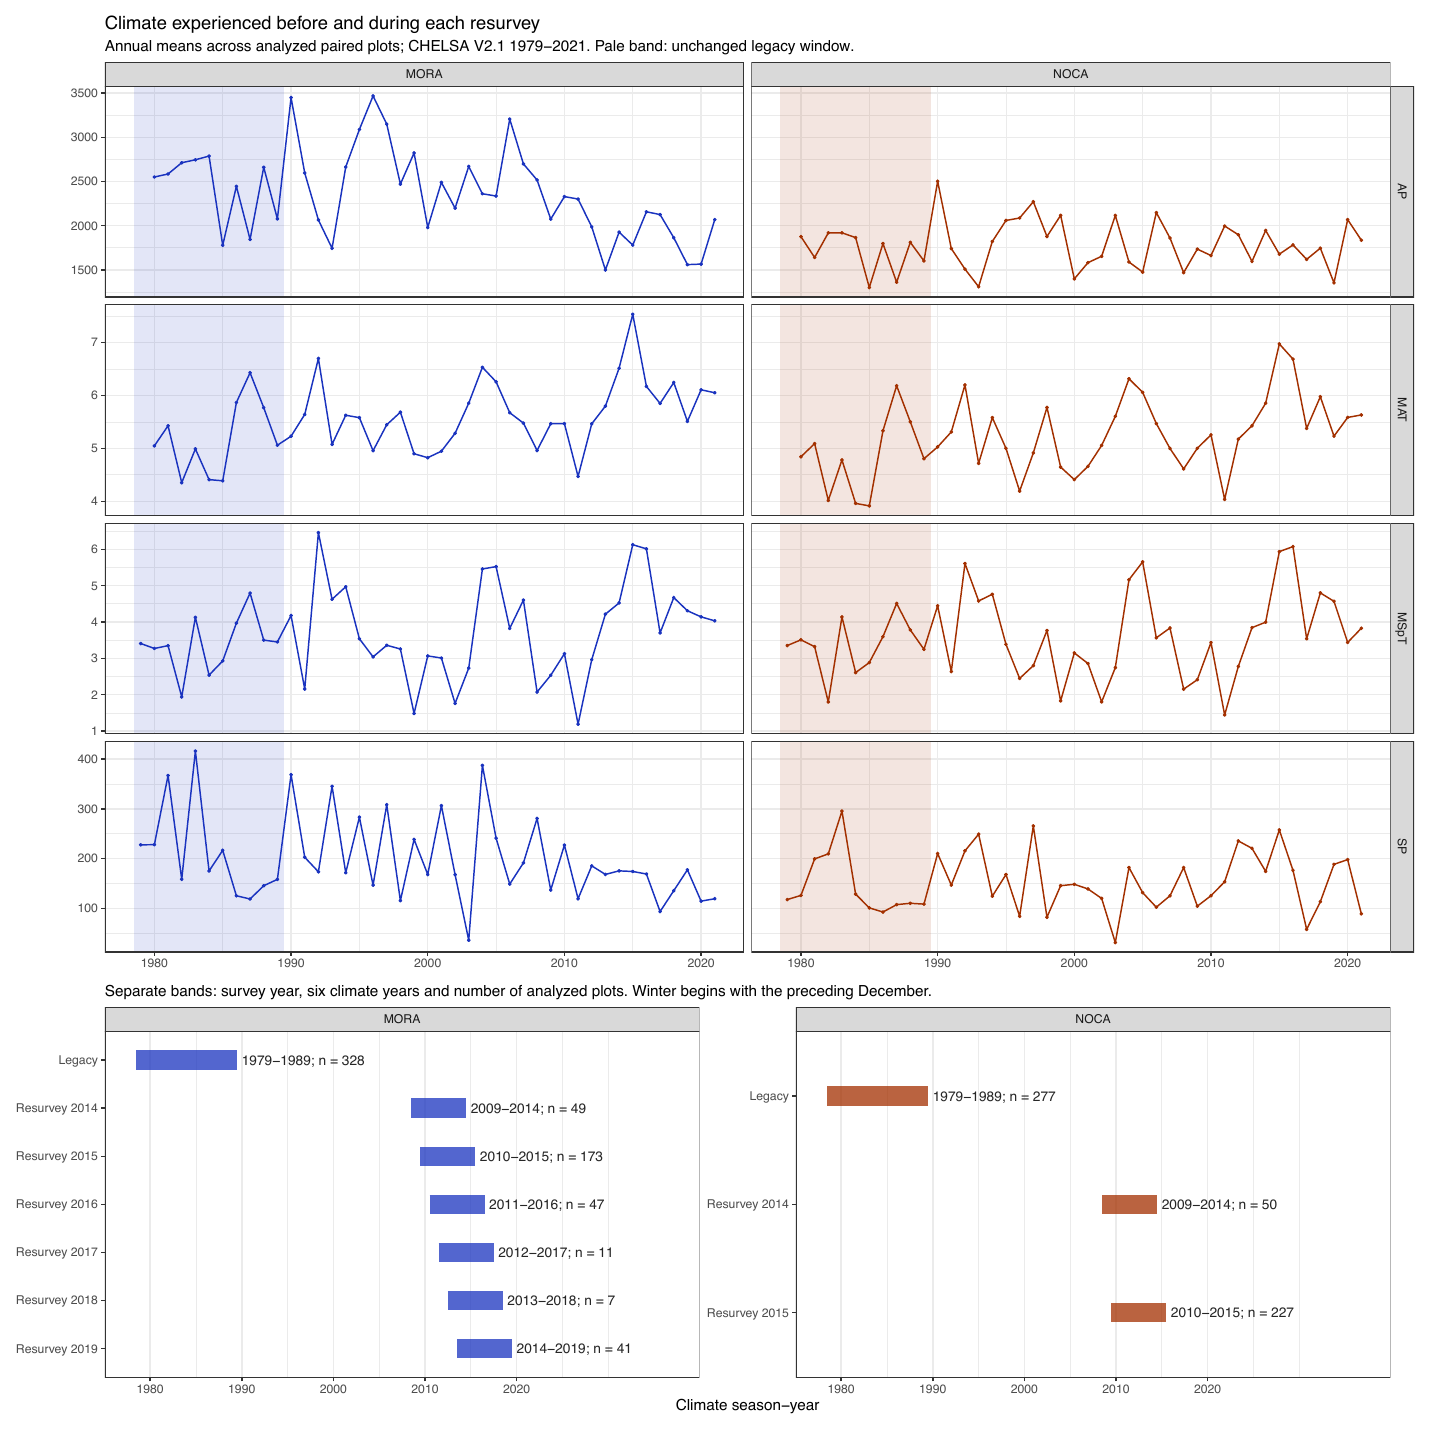 Climate experienced before and during each resurvey
Annual means across analyzed paired plots; CHELSA V2.1 1979–2021. Pale band: unchanged legacy window.
MORA
NOCA
3500
3000
2500
2000
1500
AP
7
6
5
4
MAT
6
5
4
3
2
1
MSpT
400
300
200
100
SP
1980 1990 2000 2010 2020
1980 1990 2000 2010 2020
Separate bands: survey year, six climate years and number of analyzed plots. Winter begins with the preceding December.
MORA
Legacy 1979–1989; n = 328
Resurvey 2014 2009–2014; n = 49
Resurvey 2015 2010–2015; n = 173
Resurvey 2016 2011–2016; n = 47
Resurvey 2017 2012–2017; n = 11
Resurvey 2018 2013–2018; n = 7
Resurvey 2019 2014–2019; n = 41
1980 1990 2000 2010 2020
NOCA
Legacy 1979–1989; n = 277
Resurvey 2014 2009–2014; n = 50
Resurvey 2015 2010–2015; n = 227
1980 1990 2000 2010 2020
Climate season–year